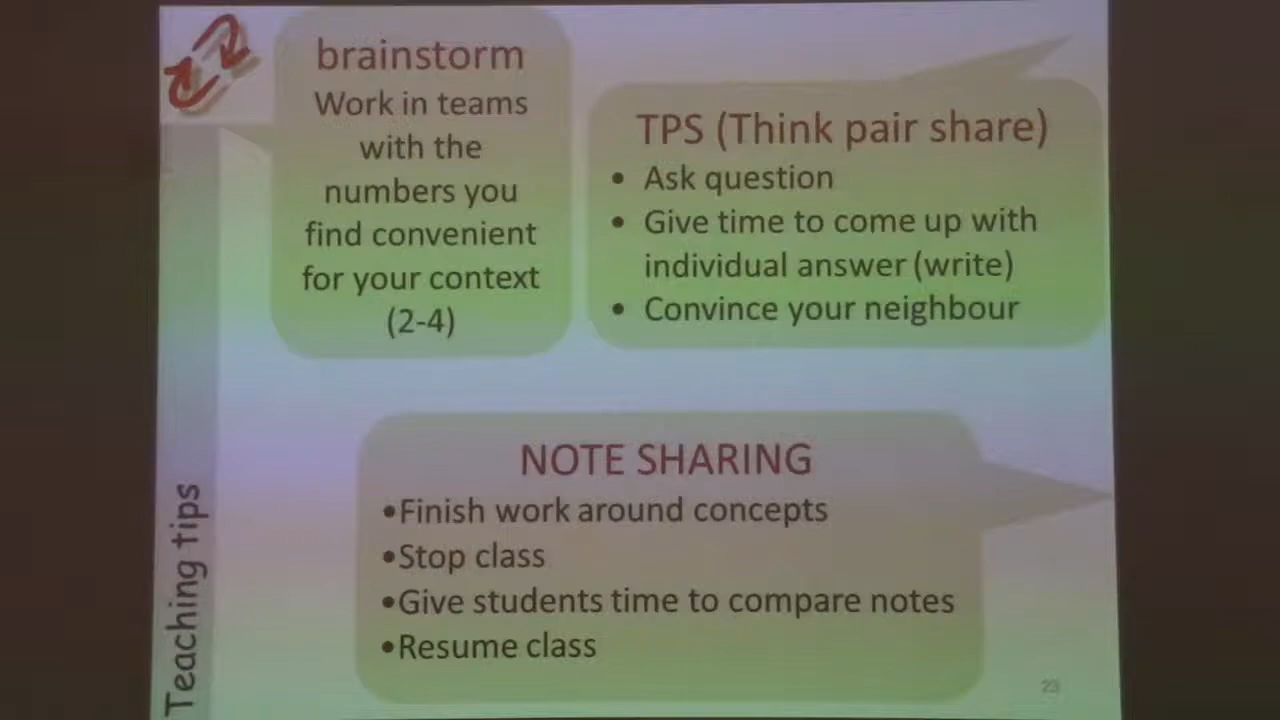 brainstorm
Work in teams
with the
numbers you
find convenient
for your context
(2-4)
TPS (Think pair share)
• Ask question
• Give time to come up with
individual answer (write)
• Convince your neighbour
NOTE SHARING
•Finish work around concepts
•Stop class
•Give students time to compare notes
•Resume class
Teaching tips
23